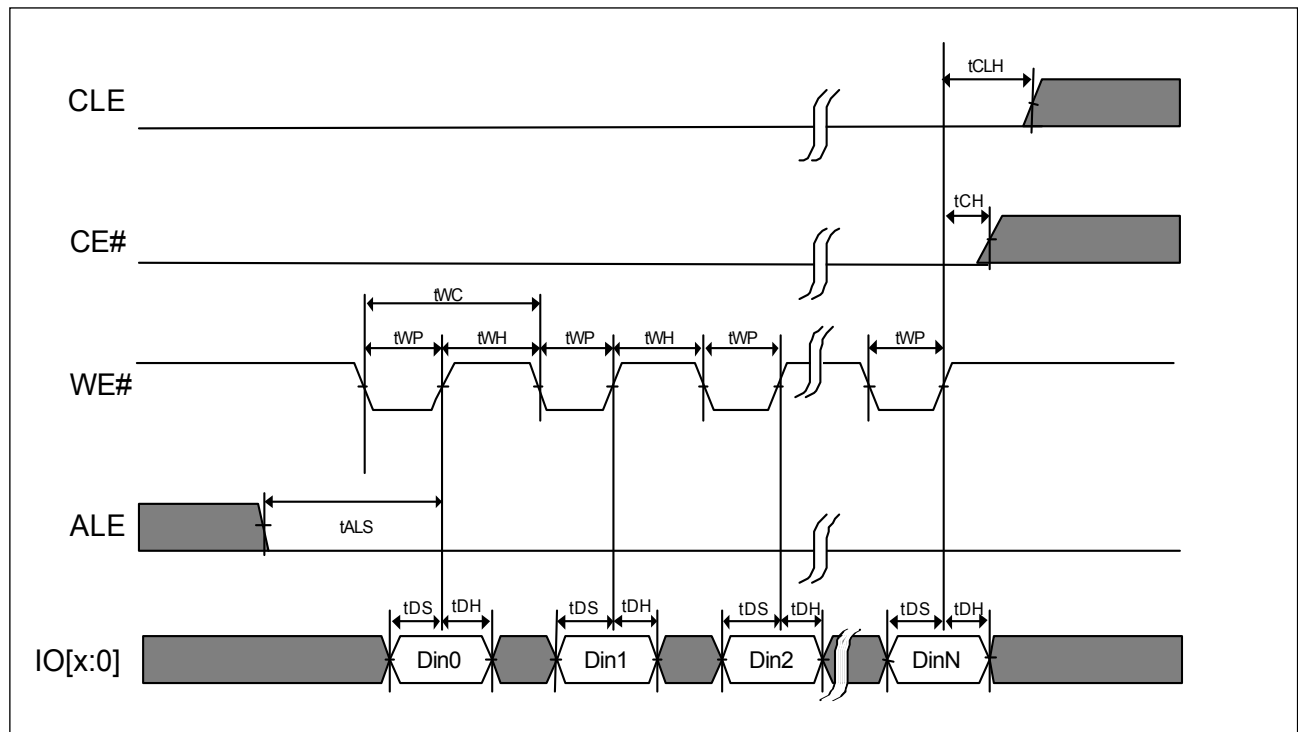 tCLH
CLE
tCH
CE#
tWC
tWP tWH tWP tWH tWP tWP
WE#
ALE
tALS
tDS tDH tDS tDH tDS tDH tDS tDH
IO[x:0] Din0 Din1 Din2 DinN